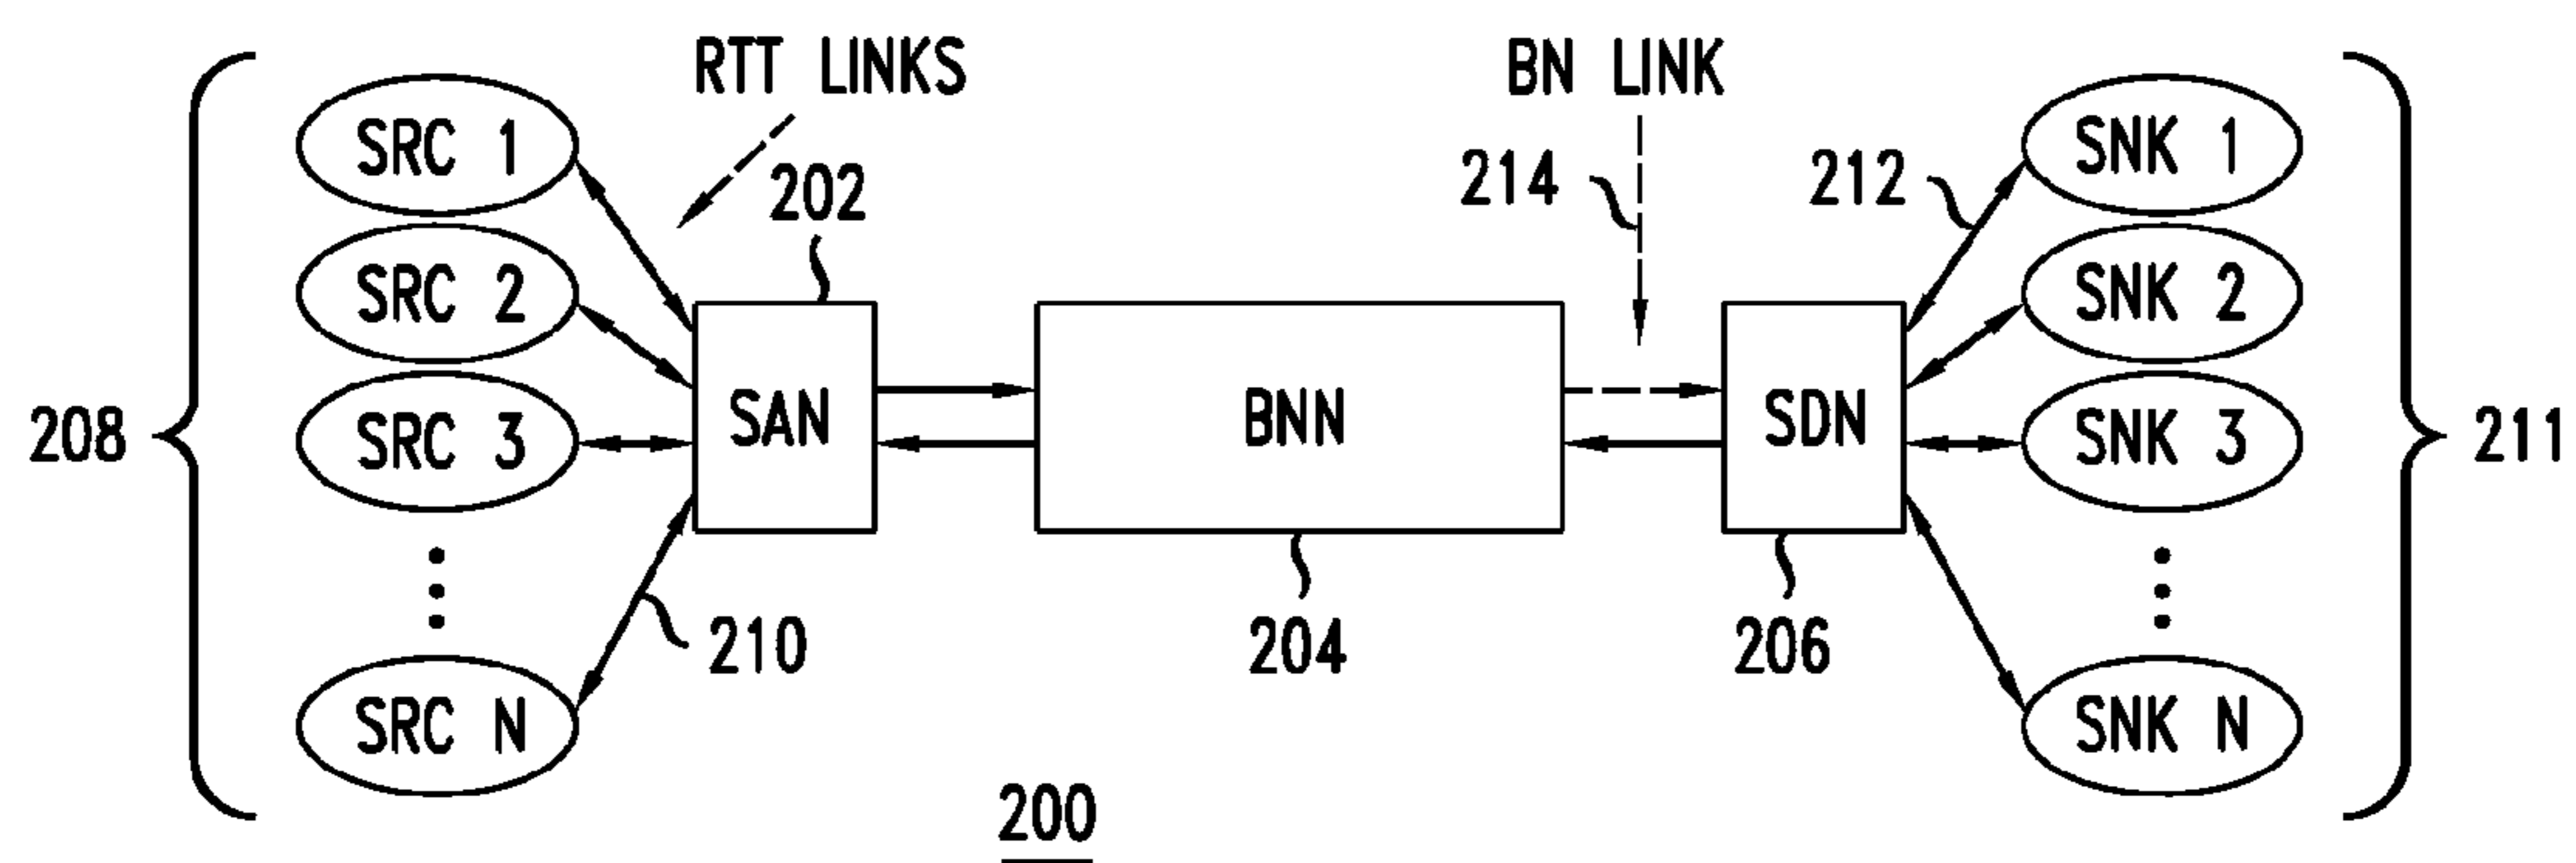 RTT LINKS
BN LINK
SRC 1
202
214
212
SNK 1
SRC 2
SNK 2
208
SRC 3
SAN
BNN
SDN
SNK 3
211
210
204
206
SRC N
SNK N
200